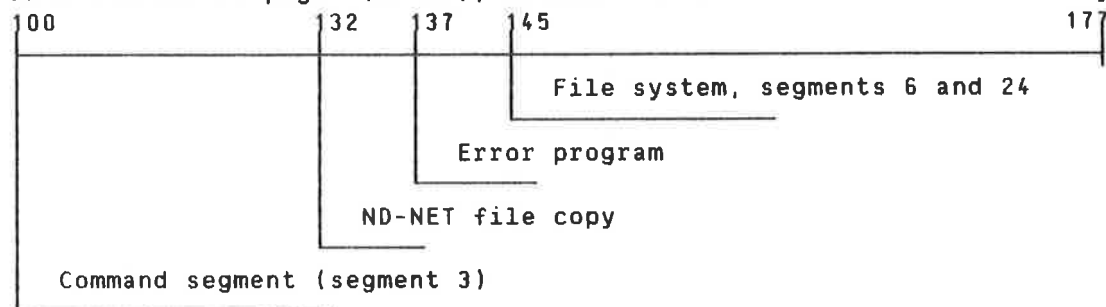 100 132 137 145 177
File system, segments 6 and 24
Error program
ND-NET file copy
Command segment (segment 3)